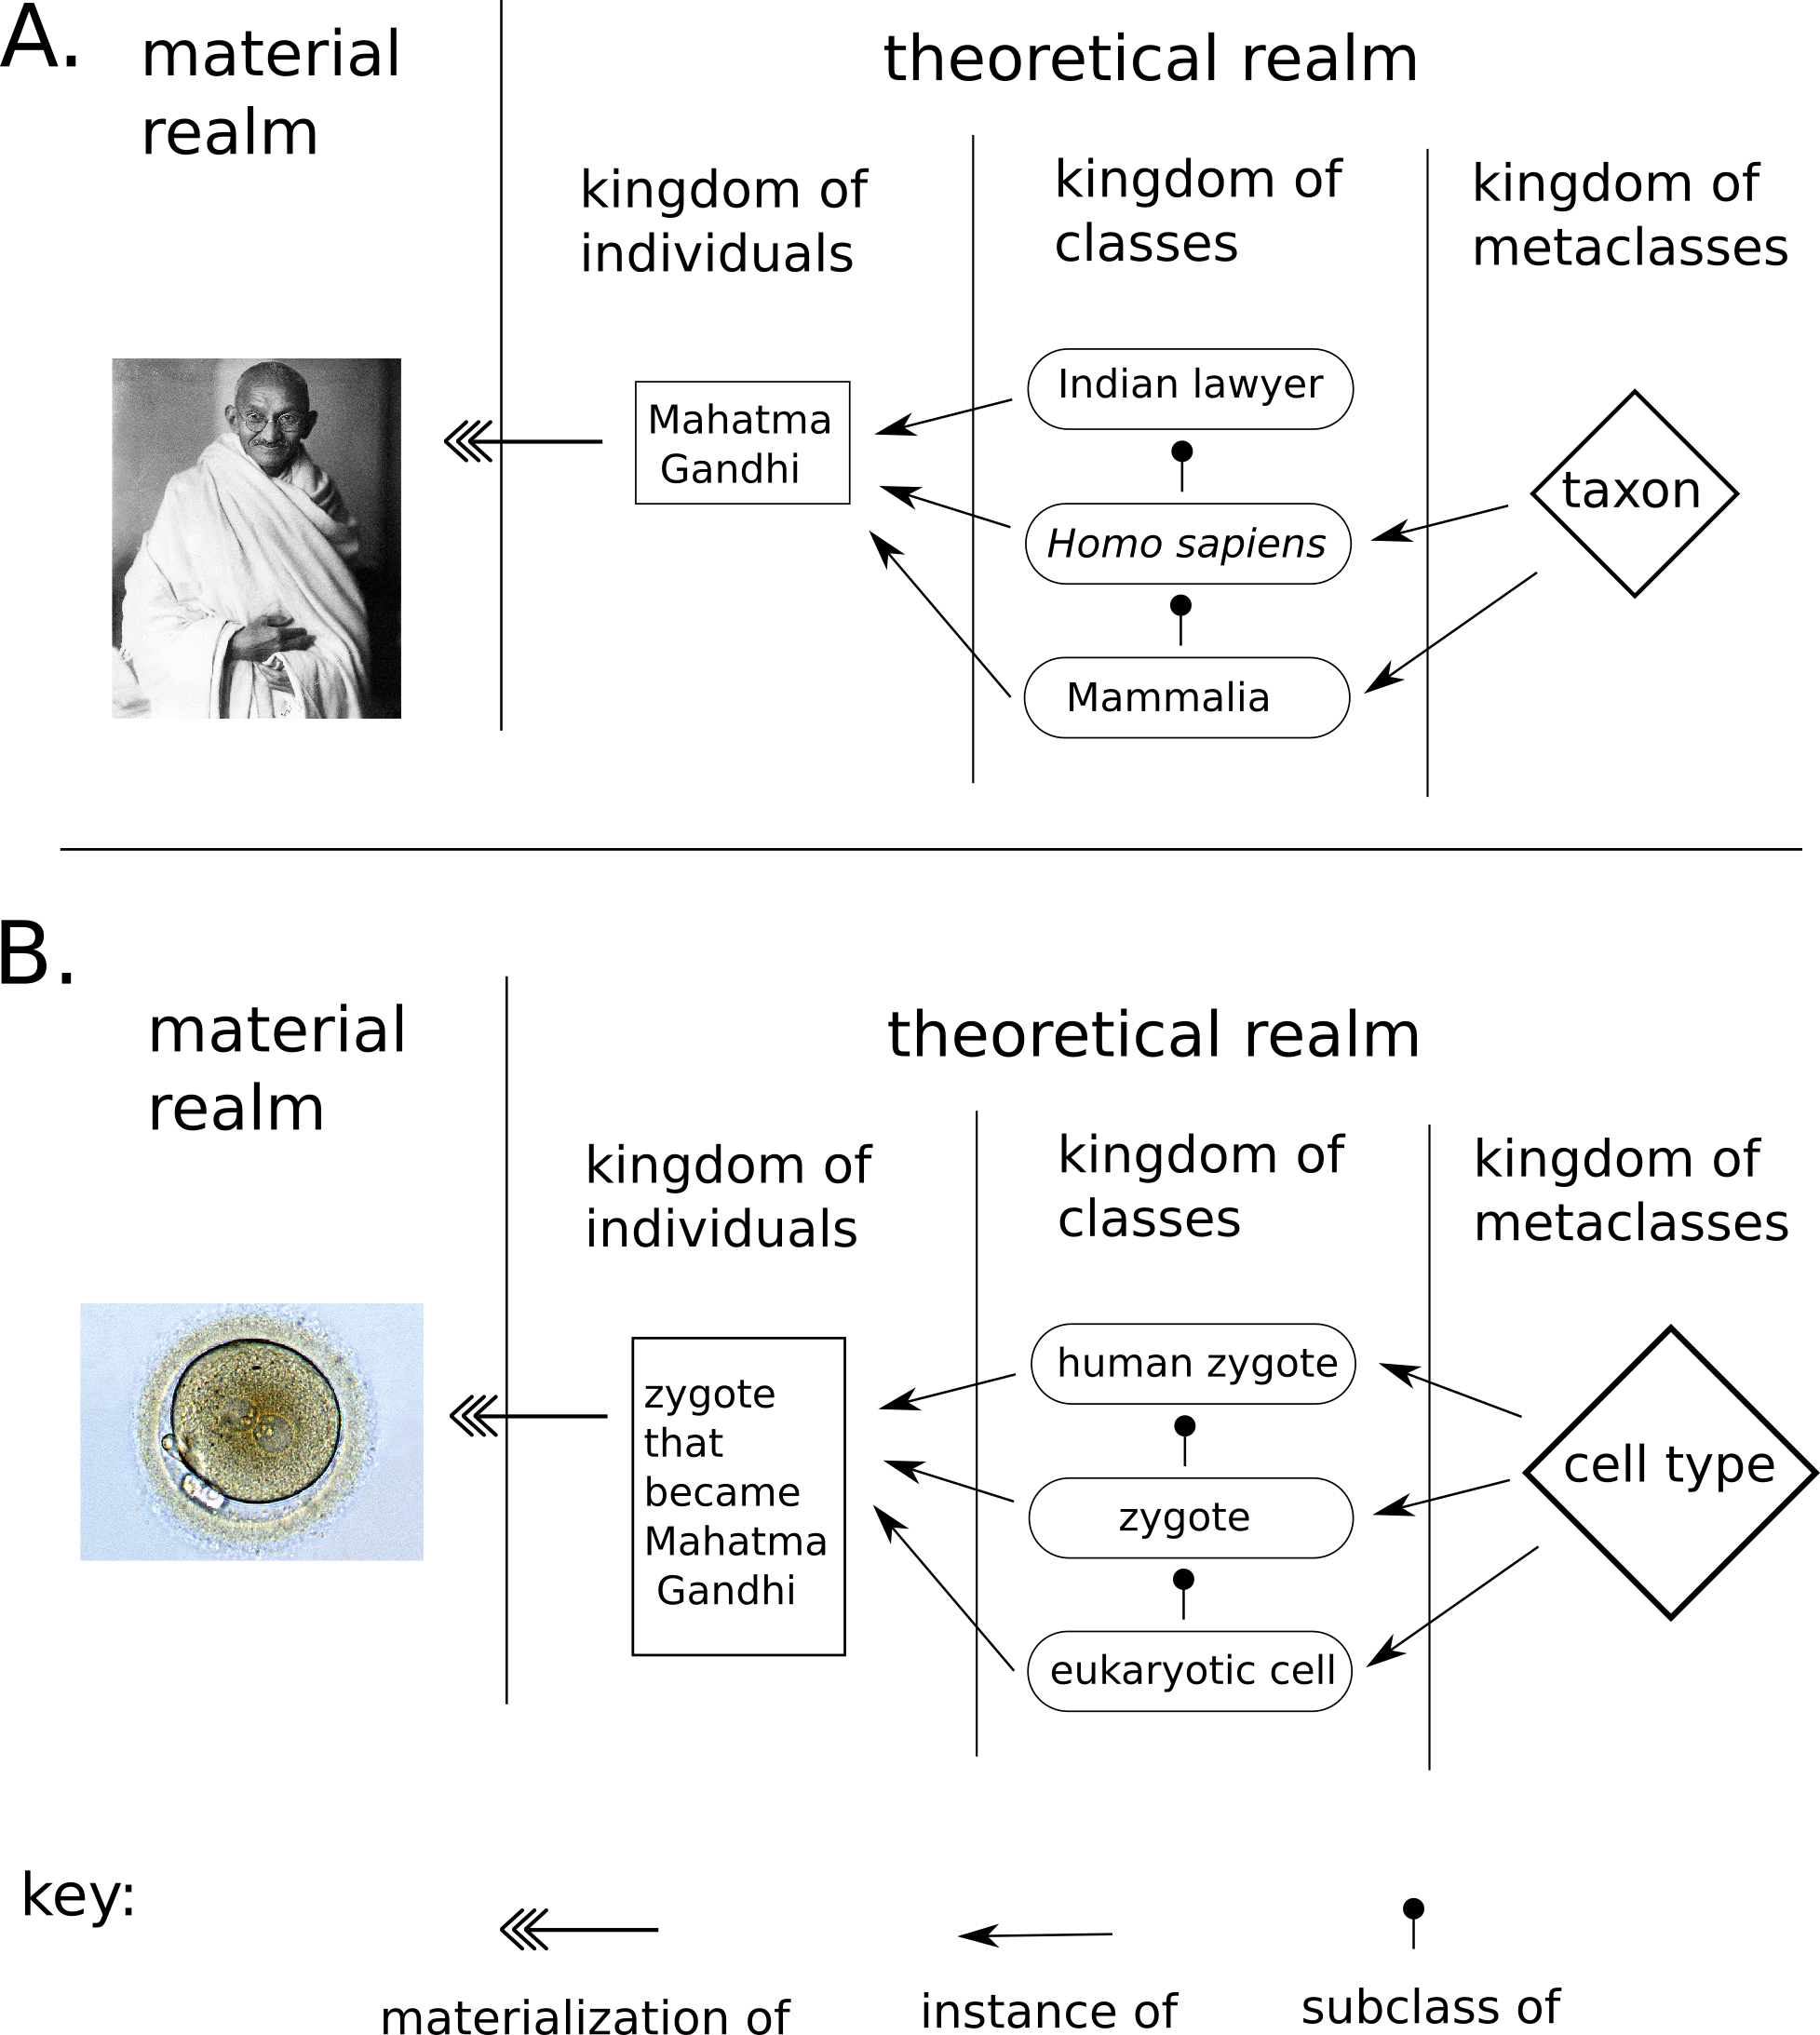 A.
material
realm
theoretical realm
kingdom of
individuals
kingdom of
classes
kingdom of
metaclasses
Mahatma
Gandhi
Indian lawyer
Homo sapiens
Mammalia
taxon
B.
material
realm
theoretical realm
kingdom of
individuals
kingdom of
classes
kingdom of
metaclasses
zygote
that
became
Mahatma
Gandhi
human zygote
zygote
eukaryotic cell
cell type
key:
materialization of
instance of
subclass of